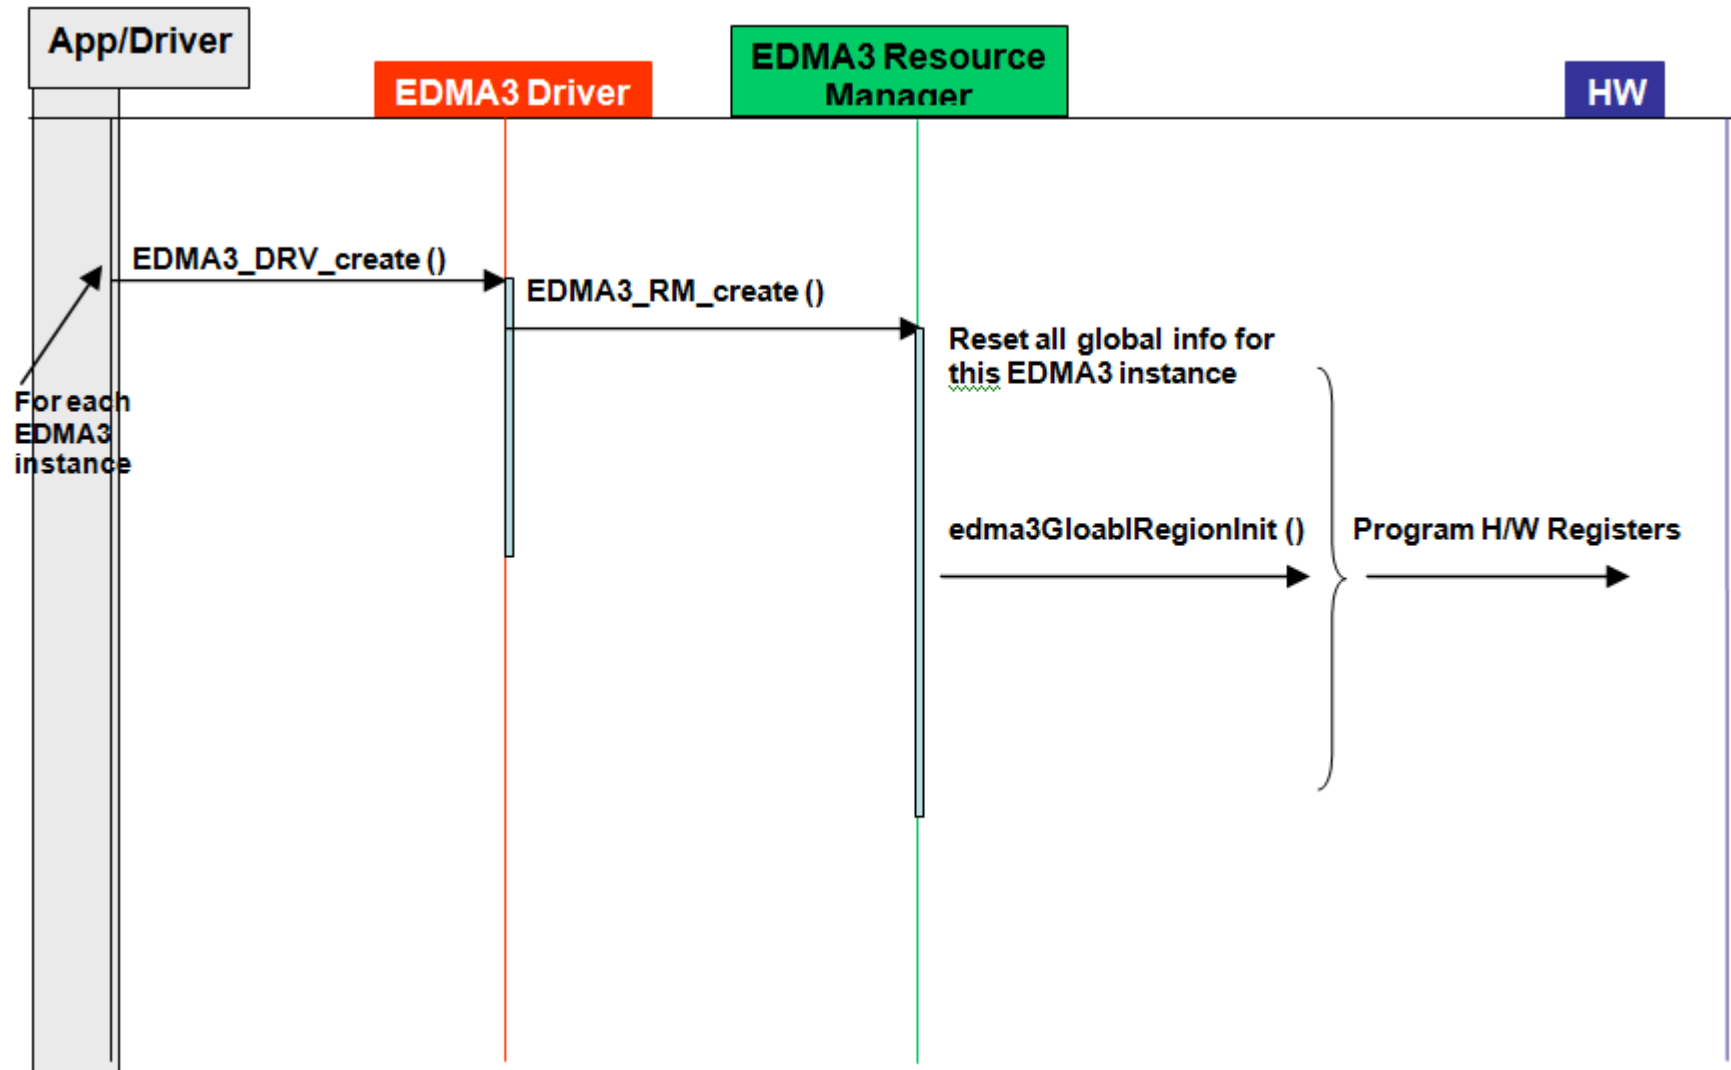 App/Driver
EDMA3 Driver
EDMA3 Resource
Manager
HW
EDMA3_DRV_create ()
EDMA3_RM_create ()
Reset all global info for
this EDMA3 instance
For each
EDMA3
instance
edma3GloablRegionInit ()
Program H/W Registers